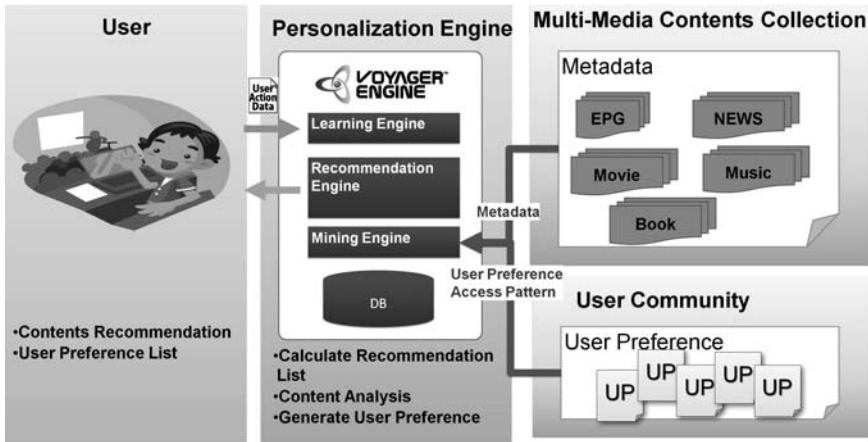 User
•Contents Recommendation
•User Preference List
Personalization Engine
User
Action
Data
VOYAGER™
ENGINE
Learning Engine
Recommendation
Engine
Mining Engine
DB
•Calculate Recommendation
List
•Content Analysis
•Generate User Preference
Metadata
User Preference
Access Pattern
Multi-Media Contents Collection
Metadata
EPG
NEWS
Movie
Music
Book
User Community
User Preference
UP
UP
UP
UP
UP